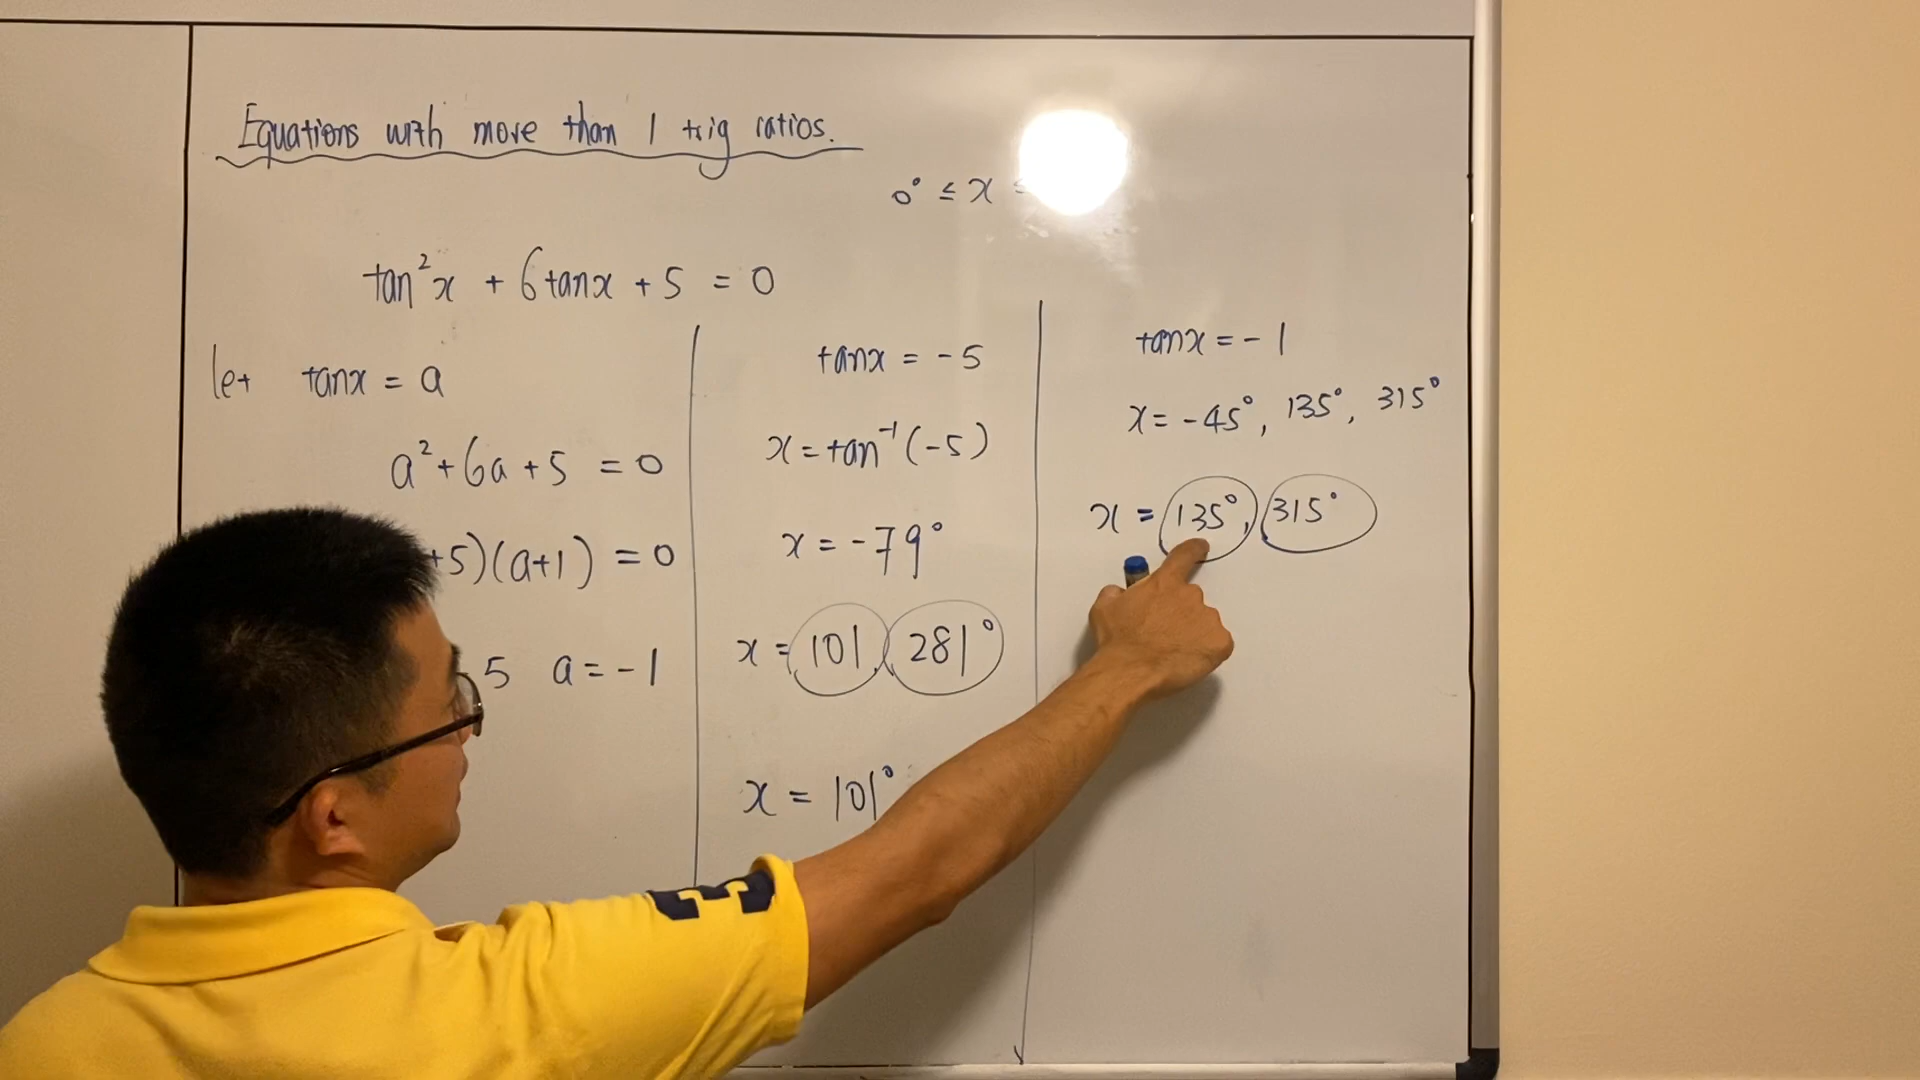 Equations with more than 1 trig ratios.
0° ≤ x
tan²x + 6tanx + 5 = 0
let tanx = a
a² + 6a + 5 = 0
+5)(a+1) = 0
5 a = -1
tanx = -5
x = tan⁻¹(-5)
x = -79°
x = 101, 281°
x = 101°
tanx = -1
x = -45°, 135°, 315°
x = 135°, 315°
3